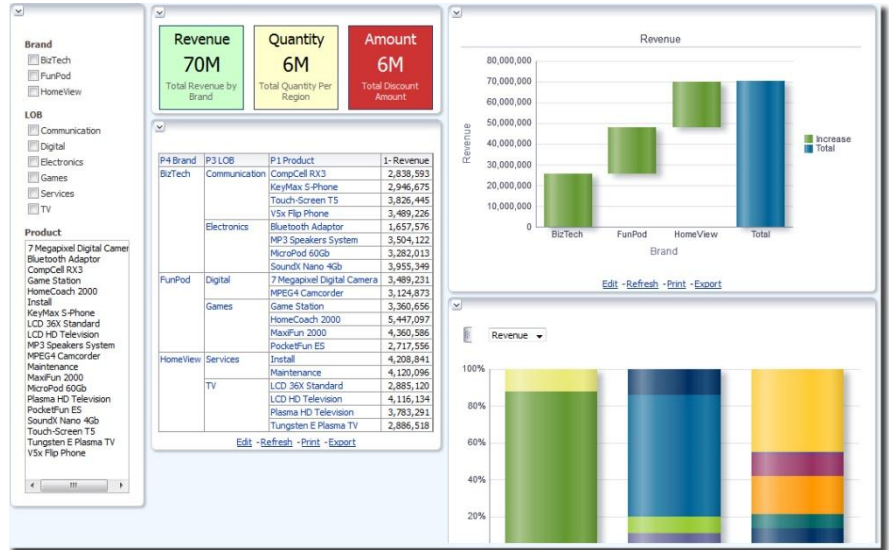 Brand
BizTech
FunPod
HomeView
LOB
Communication
Digital
Electronics
Games
Services
TV
Product
7 Megapixel Digital Camer
Bluetooth Adaptor
CompCell RX3
Game Station
HomeCoach 2000
Install
KeyMax S-Phone
LCD 36X Standard
LCD HD Television
MP3 Speakers System
MPEG4 Camcorder
Maintenance
MaxiFun 2000
MicroPod 60Gb
Plasma HD Television
PocketFun ES
SoundX Nano 4Gb
Touch-Screen T5
Tungsten E Plasma TV
V5x Flip Phone
Revenue
70M
Total Revenue by
Brand
Quantity
6M
Total Quantity Per
Region
Amount
6M
Total Discount
Amount
P4 Brand P3 LOB P1 Product 1- Revenue
BizTech Communication CompCell RX3 2,838,593
KeyMax S-Phone 2,946,675
Touch-Screen T5 3,826,445
V5x Flip Phone 3,489,226
Electronics Bluetooth Adaptor 1,657,576
MP3 Speakers System 3,504,122
MicroPod 60Gb 3,282,013
SoundX Nano 4Gb 3,955,349
FunPod Digital 7 Megapixel Digital Camera 3,489,231
MPEG4 Camcorder 3,124,873
Games Game Station 3,360,656
HomeCoach 2000 5,447,097
MaxiFun 2000 4,360,586
PocketFun ES 2,717,556
HomeView Services Install 4,208,841
Maintenance 4,120,096
TV LCD 36X Standard 2,885,120
LCD HD Television 4,116,134
Plasma HD Television 3,783,291
Tungsten E Plasma TV 2,886,518
Edit - Refresh - Print - Export
Revenue
80,000,000
70,000,000
60,000,000
50,000,000
40,000,000
30,000,000
20,000,000
10,000,000
0
Revenue
BizTech FunPod HomeView Total
Brand
Increase
Total
Edit - Refresh - Print - Export
Revenue
100%
80%
60%
40%
20%